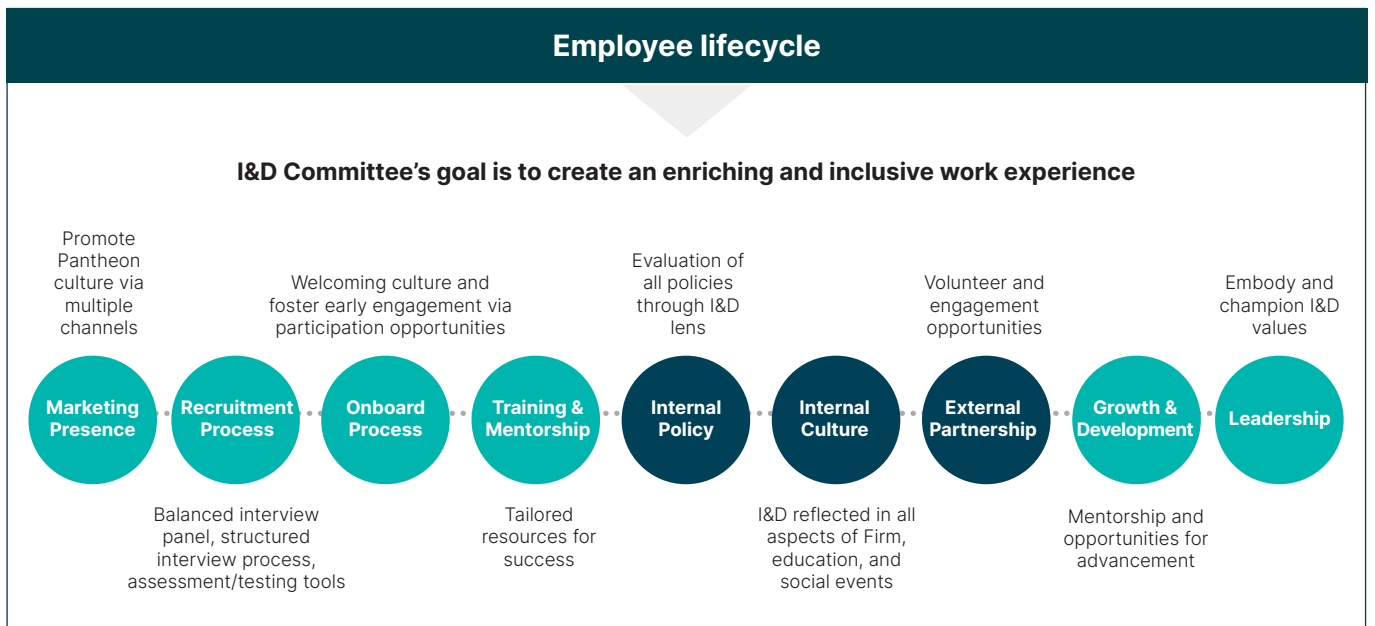 Employee lifecycle
I&D Committee’s goal is to create an enriching and inclusive work experience
Promote
Pantheon
culture via
multiple
channels
Welcoming culture and
foster early engagement via
participation opportunities
Evaluation of
all policies
through I&D
lens
Volunteer and
engagement
opportunities
Embody and
champion I&D
values
Marketing
Presence
Recruitment
Process
Onboard
Process
Training &
Mentorship
Internal
Policy
Internal
Culture
External
Partnership
Growth &
Development
Leadership
Balanced interview
panel, structured
interview process,
assessment/testing tools
Tailored
resources for
success
I&D reflected in all
aspects of Firm,
education, and
social events
Mentorship and
opportunities for
advancement